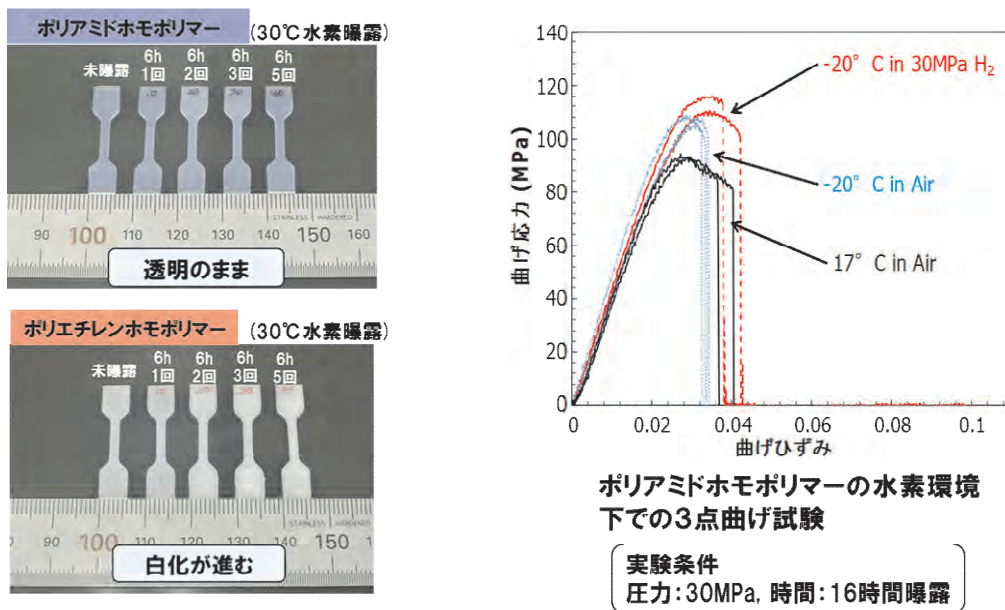 ポリアミドホモポリマー (30℃水素曝露)
未曝露 6h 1回 6h 2回 6h 3回 6h 5回
STAINLESS HARDENED
90 100 110 120 130 140 150 160
透明のまま
ポリエチレンホモポリマー (30℃水素曝露)
未曝露 6h 1回 6h 2回 6h 3回 6h 5回
STAINLESS HARDENED
90 100 110 120 130 140 150
白化が進む
曲げ応力 (MPa)
140
120
100
80
60
40
20
0
0 0.02 0.04 0.06 0.08 0.1
曲げひずみ
-20° C in 30MPa H₂
-20° C in Air
17° C in Air
ポリアミドホモポリマーの水素環境
下での3点曲げ試験
実験条件
圧力:30MPa, 時間:16時間曝露